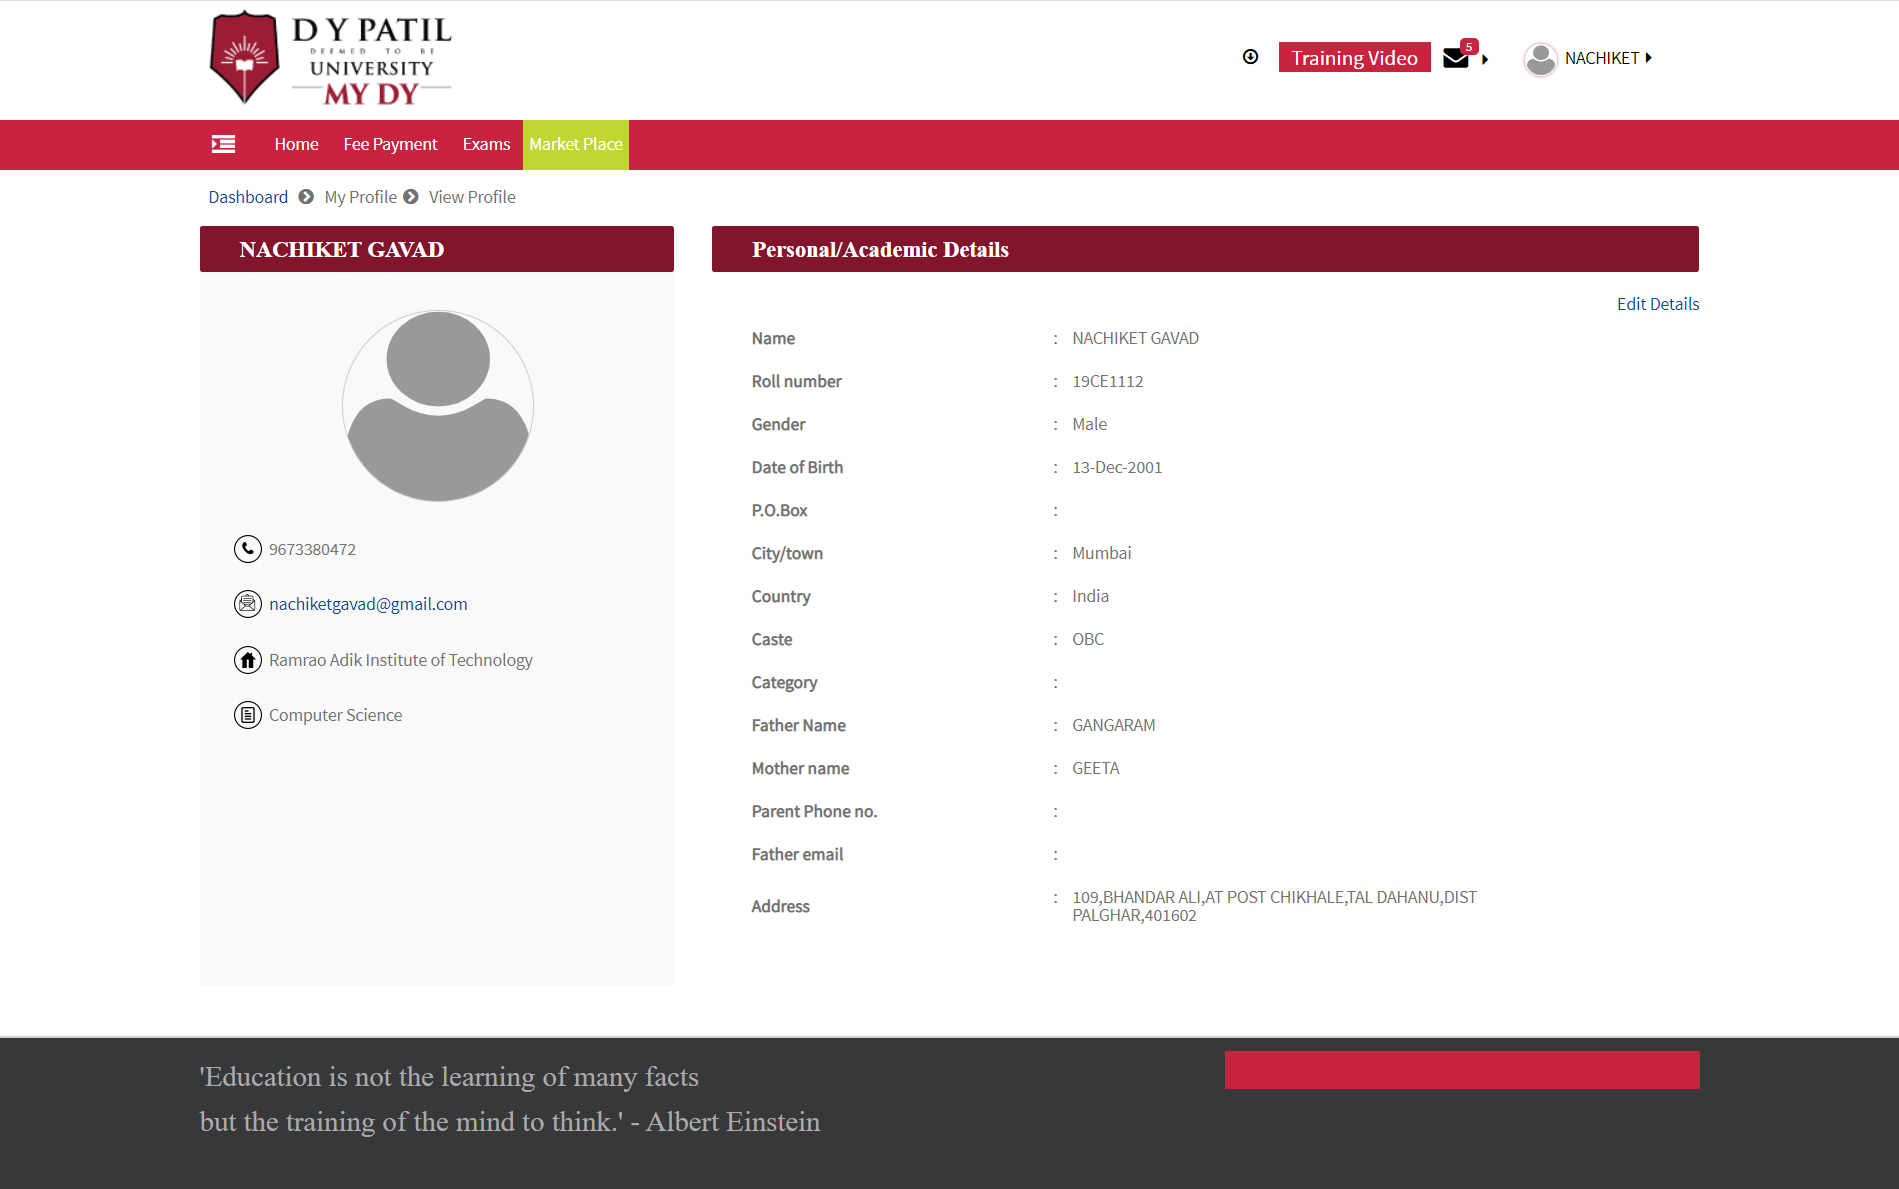 D Y PATIL
DEEMED TO BE
UNIVERSITY
MY DY
Training Video
5
NACHIKET
Home
Fee Payment
Exams
Market Place
Dashboard My Profile View Profile
NACHIKET GAVAD
9673380472
nachiketgavad@gmail.com
Ramrao Adik Institute of Technology
Computer Science
Personal/Academic Details
Edit Details
Name : NACHIKET GAVAD
Roll number : 19CE1112
Gender : Male
Date of Birth : 13-Dec-2001
P.O.Box :
City/town : Mumbai
Country : India
Caste : OBC
Category :
Father Name : GANGARAM
Mother name : GEETA
Parent Phone no. :
Father email :
Address : 109,BHANDAR ALI,AT POST CHIKHALE,TAL DAHANU,DIST
PALGHAR,401602
'Education is not the learning of many facts
but the training of the mind to think.' - Albert Einstein